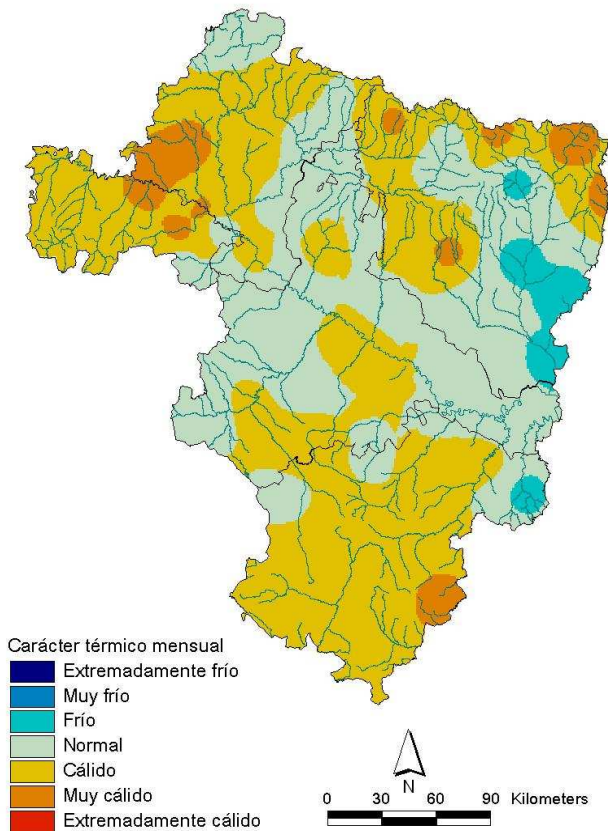 Carácter térmico mensual
Extremadamente frío
Muy frío
Frío
Normal
Cálido
Muy cálido
Extremadamente cálido
N
0 30 60 90 Kilometers